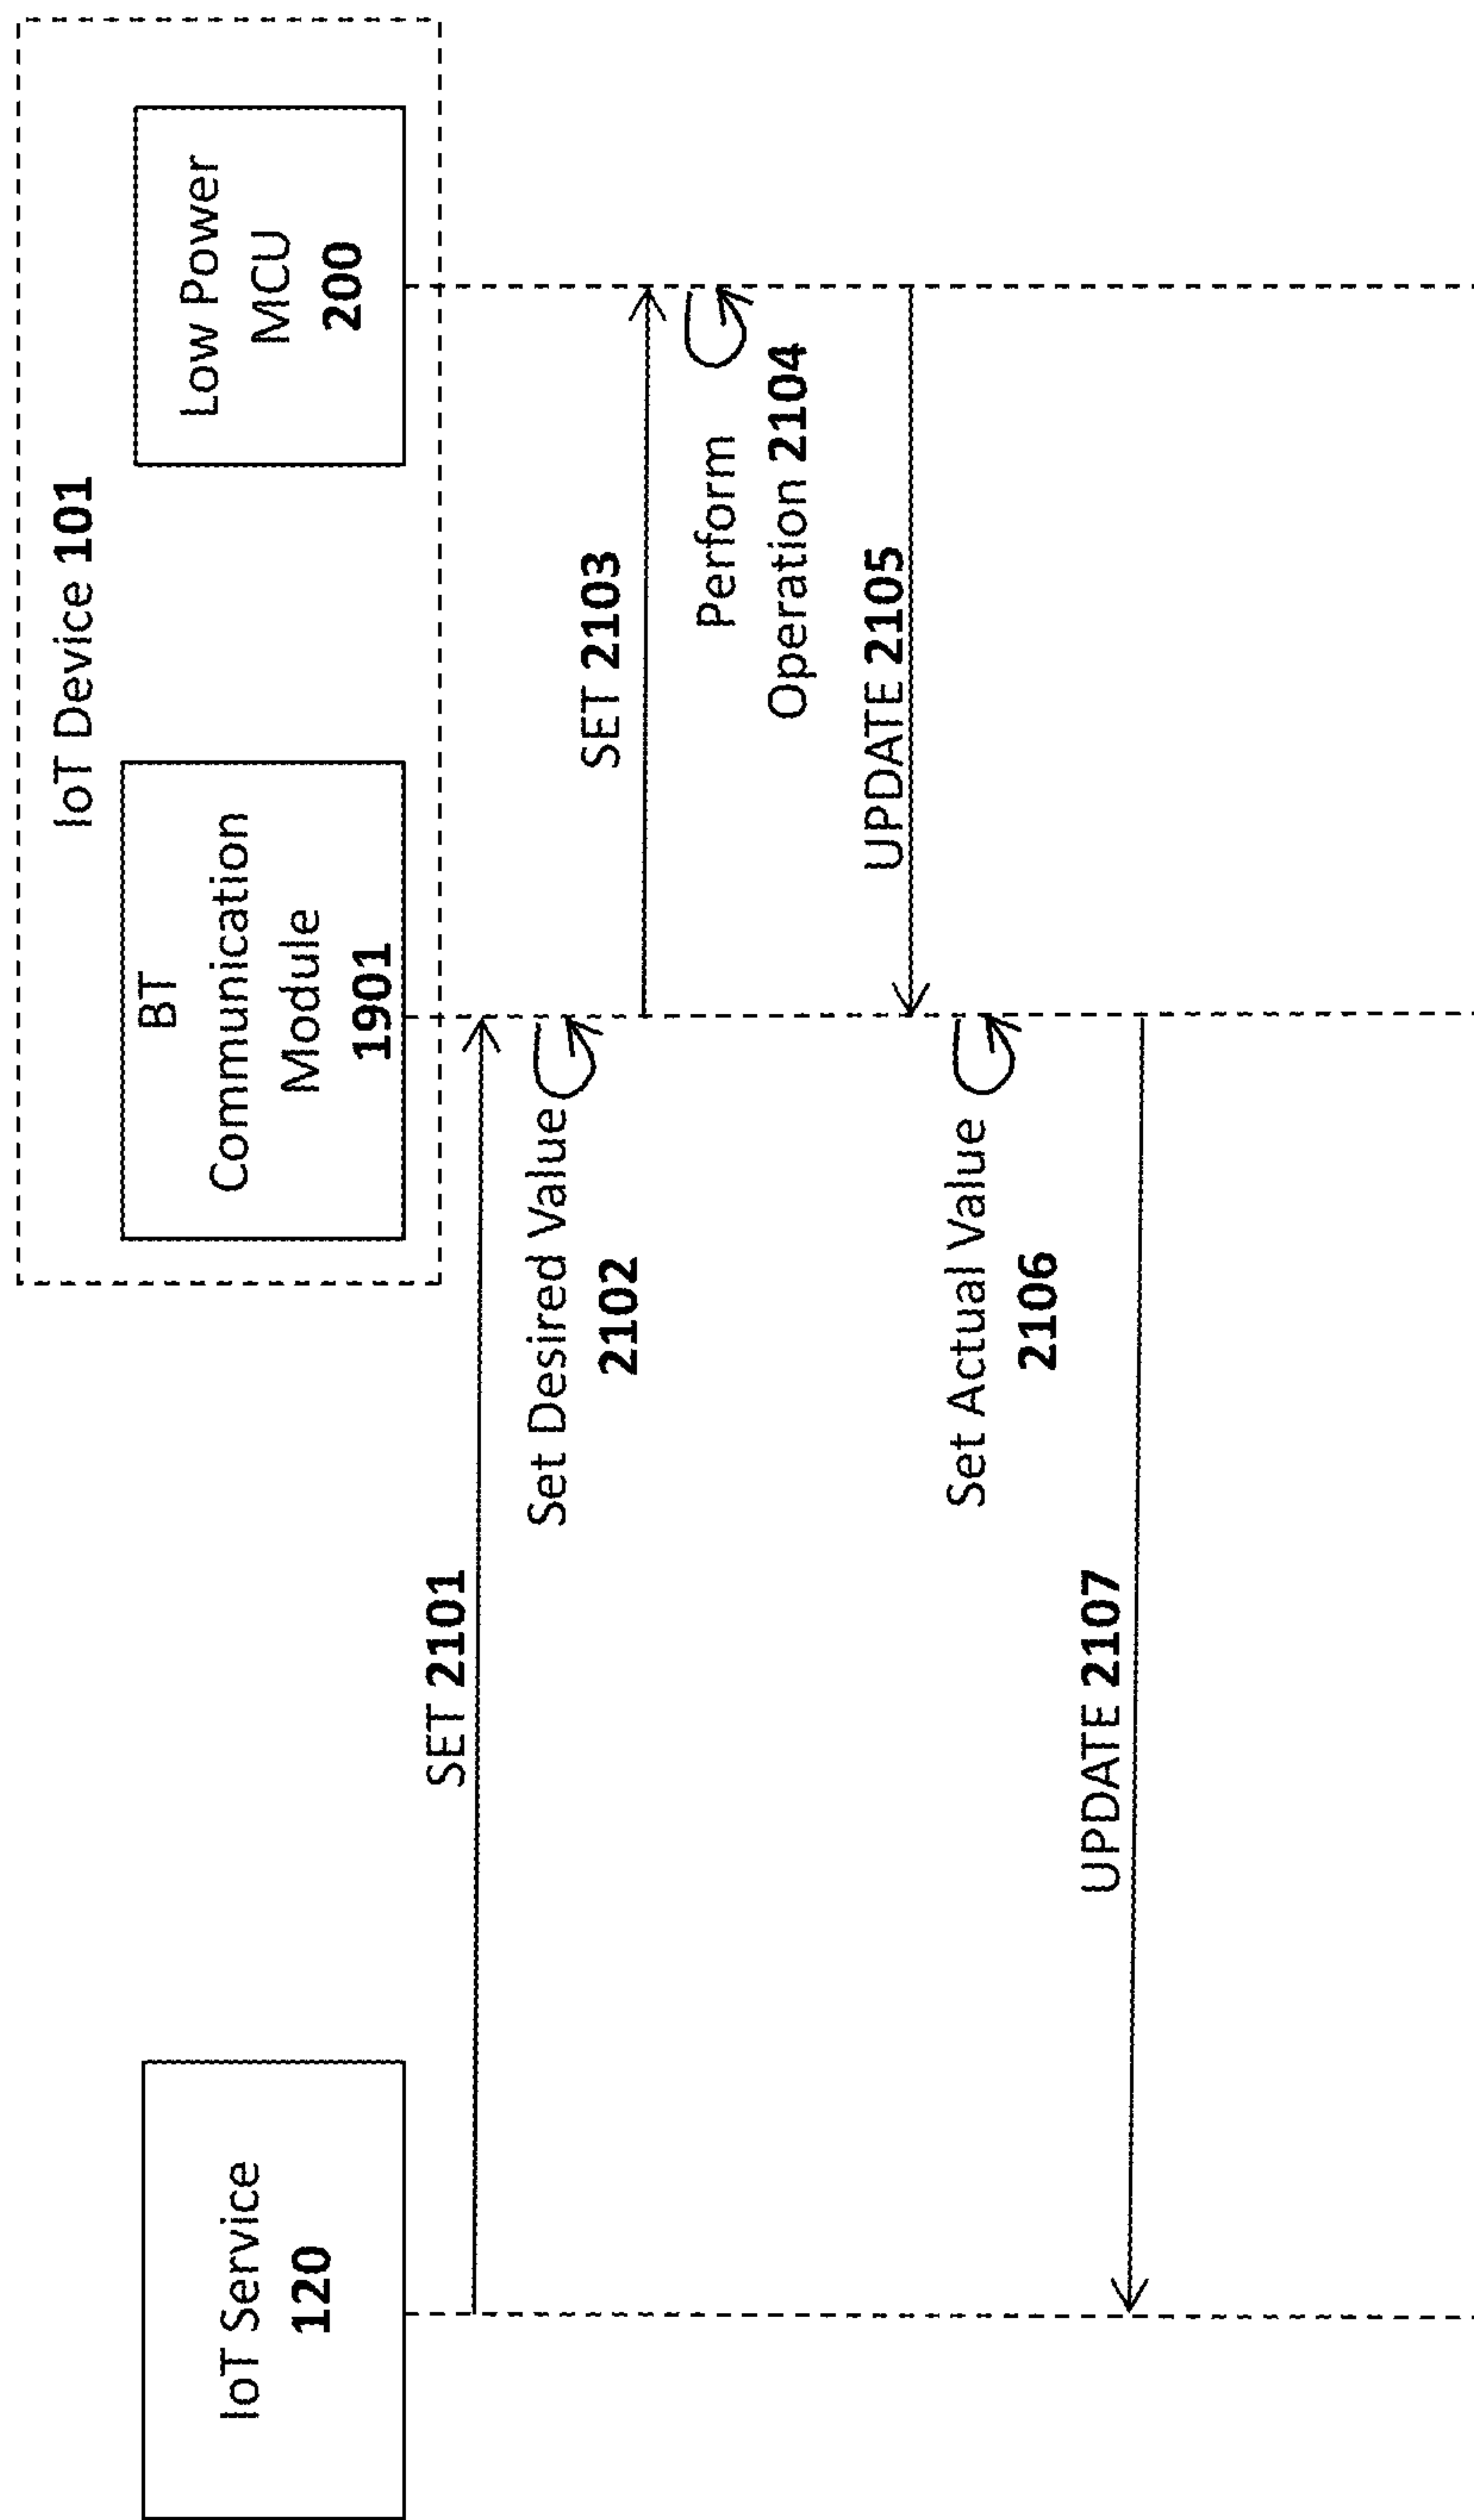 IoT Device 101
IoT Service
120
BT
Communication
Module
1901
Low Power
MCU
200
SET 2101
Set Desired Value
2102
SET 2103
Perform
Operation 2104
UPDATE 2105
Set Actual Value
2106
UPDATE 2107